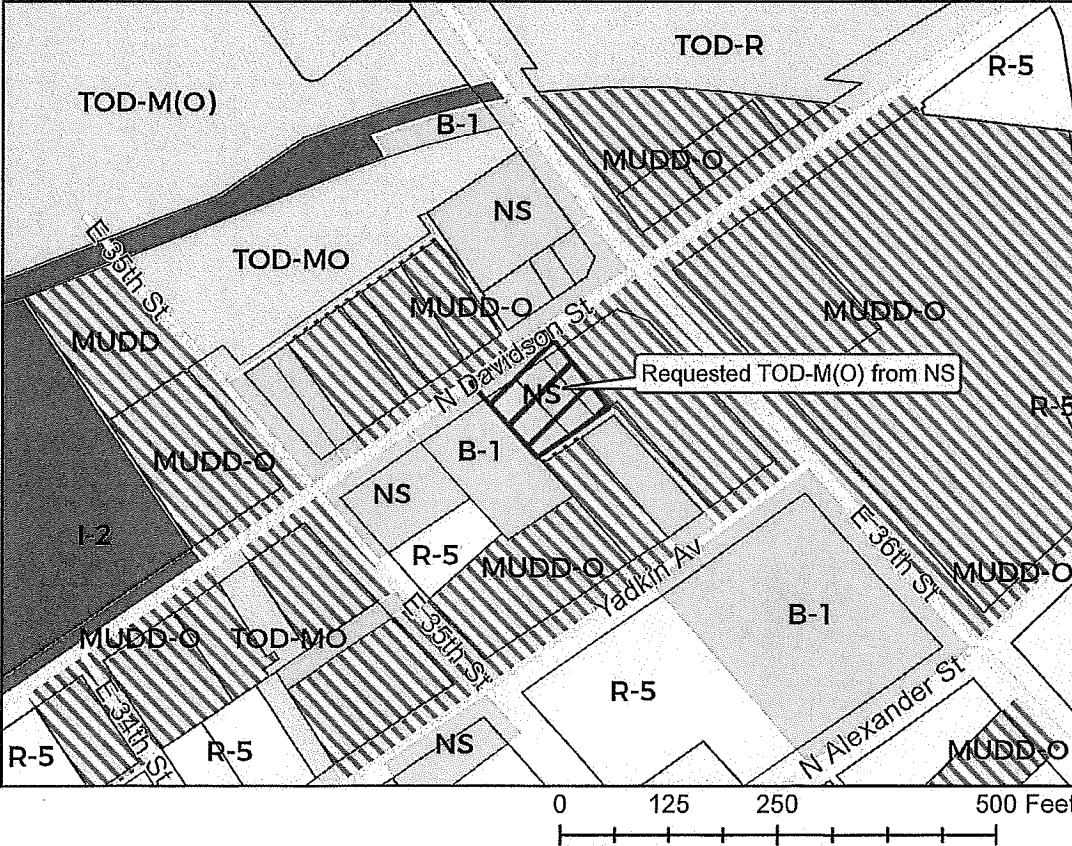 TOD-R
R-5
TOD-M(O)
B-1
MUDD-O
NS
E 35th St
TOD-MO
MUDD-O
MUDD-O
MUDD
N Davidson St
Requested TOD-M(O) from NS
NS
R-5
B-1
MUDD-O
NS
I-2
R-5
MUDD-O
E 36th St
MUDD-O
Yadkin Av
B-1
E 35th St
MUDD-O
TOD-MO
R-5
N Alexander St
E 34th St
R-5
R-5
NS
MUDD-O
0 125 250 500 Feet